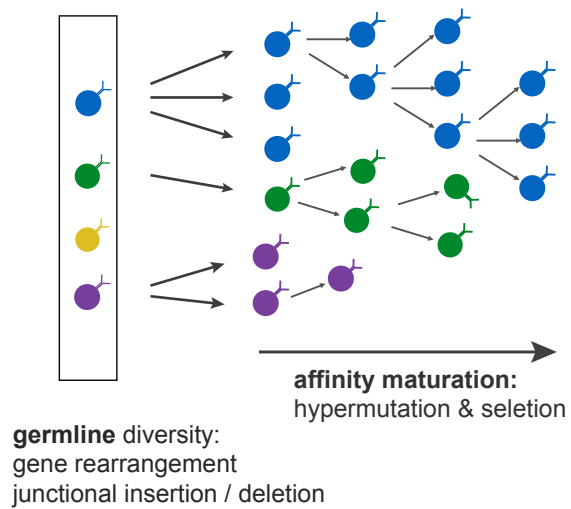 affinity maturation:
hypermutation & seletion
germline diversity:
gene rearrangement
junctional insertion / deletion